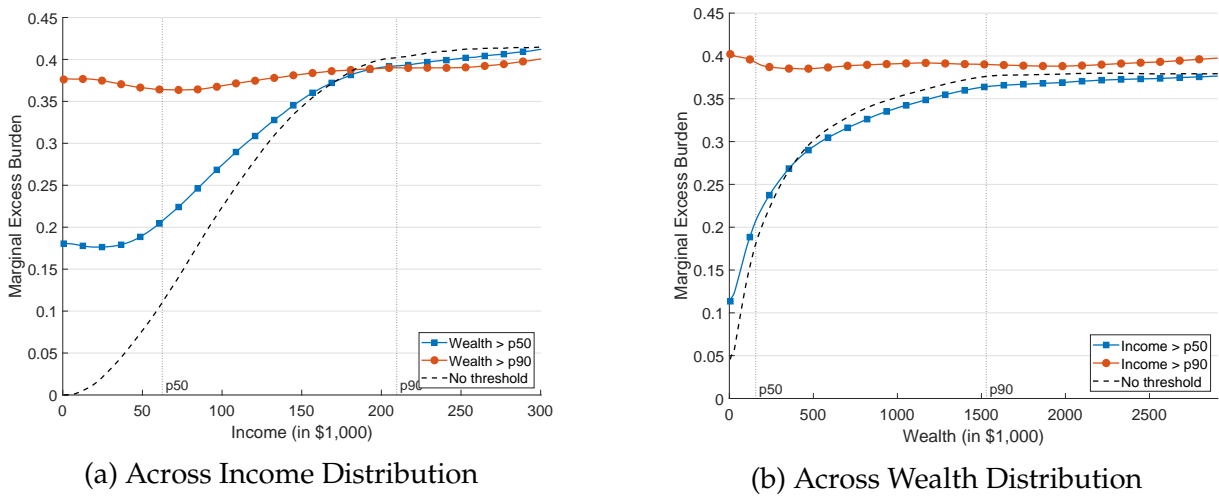 0.45
0.4
0.35
0.3
0.25
0.2
0.15
0.1
0.05
0
Marginal Excess Burden
Wealth > p50
Wealth > p90
No threshold
p50
p90
0 50 100 150 200 250 300
Income (in $1,000)
(a) Across Income Distribution
0.45
0.4
0.35
0.3
0.25
0.2
0.15
0.1
0.05
0
Marginal Excess Burden
Income > p50
Income > p90
No threshold
p50
p90
0 500 1000 1500 2000 2500
Wealth (in $1,000)
(b) Across Wealth Distribution